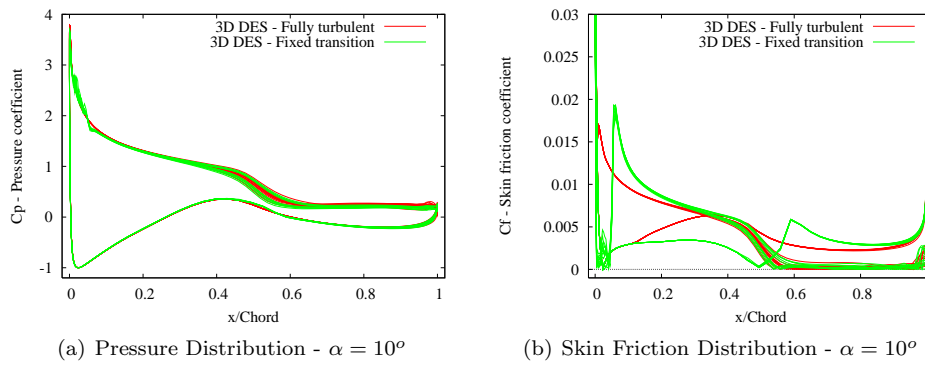 3D DES - Fully turbulent
3D DES - Fixed transition
4
3
2
1
0
-1
Cp - Pressure coefficient
0 0.2 0.4 0.6 0.8 1
x/Chord
(a) Pressure Distribution - α = 10°
3D DES - Fully turbulent
3D DES - Fixed transition
0.03
0.025
0.02
0.015
0.01
0.005
0
Cf - Skin friction coefficient
0 0.2 0.4 0.6 0.8
x/Chord
(b) Skin Friction Distribution - α = 10°